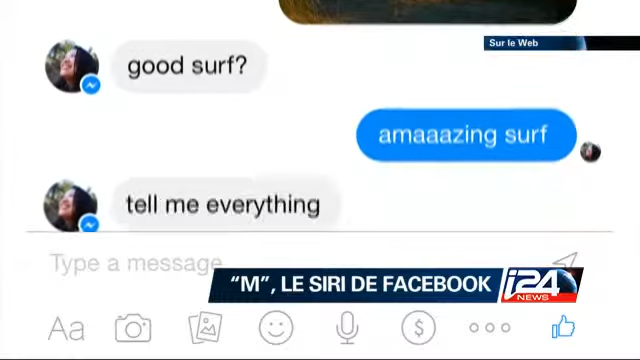 Sur le Web
good surf?
amaaazing surf
tell me everything
Type a message
“M”, LE SIRI DE FACEBOOK
i24
NEWS
Aa
$